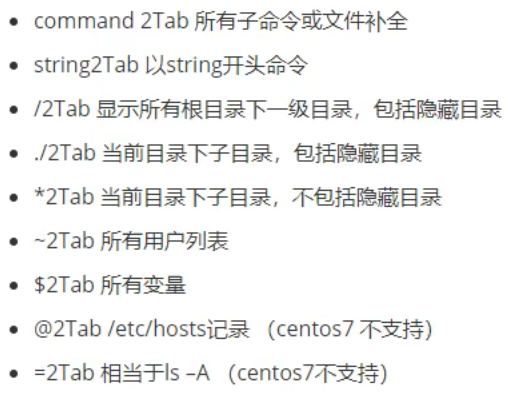 • command 2Tab 所有子命令或文件补全
• string2Tab 以string开头命令
• /2Tab 显示所有根目录下一级目录，包括隐藏目录
• ./2Tab 当前目录下子目录，包括隐藏目录
• *2Tab 当前目录下子目录，不包括隐藏目录
• ~2Tab 所有用户列表
• $2Tab 所有变量
• @2Tab /etc/hosts记录 （centos7 不支持）
• =2Tab 相当于ls –A （centos7不支持）